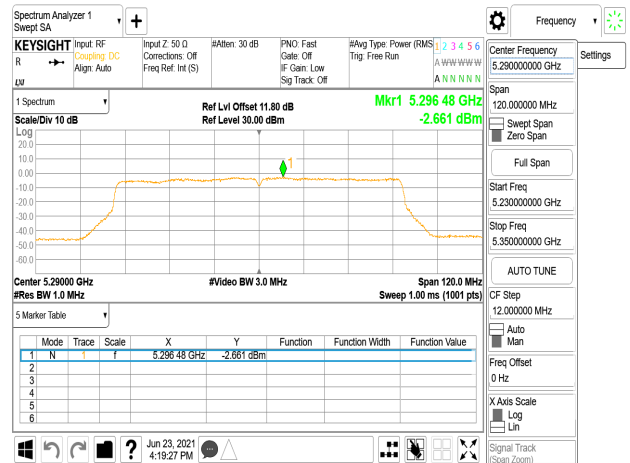 Spectrum Analyzer 1
Swept SA
Frequency
KEYSIGHT
R
Input: RF
Coupling: DC
Align: Auto
Input Z: 50 Ω
Corrections: Off
Freq Ref: Int (S)
#Atten: 30 dB
PNO: Fast
Gate: Off
IF Gain: Low
Sig Track: Off
#Avg Type: Power (RMS
Trig: Free Run
1 2 3 4 5 6
A W W W W W
A N N N N N
1 Spectrum
Scale/Div 10 dB
Ref Lvl Offset 11.80 dB
Ref Level 30.00 dBm
Mkr1 5.296 48 GHz
-2.661 dBm
Log
20.0
10.0
0.00
-10.0
-20.0
-30.0
-40.0
-50.0
-60.0
1
Center 5.29000 GHz
#Res BW 1.0 MHz
#Video BW 3.0 MHz
Span 120.0 MHz
Sweep 1.00 ms (1001 pts)
5 Marker Table
Mode Trace Scale X Y Function Function Width Function Value
1 N 1 f 5.296 48 GHz -2.661 dBm
2
3
4
5
6
Jun 23, 2021
4:19:27 PM
Center Frequency
5.290000000 GHz
Settings
Span
120.000000 MHz
Swept Span
Zero Span
Full Span
Start Freq
5.230000000 GHz
Stop Freq
5.350000000 GHz
AUTO TUNE
CF Step
12.000000 MHz
Auto
Man
Freq Offset
0 Hz
X Axis Scale
Log
Lin
Signal Track
(Span Zoom)